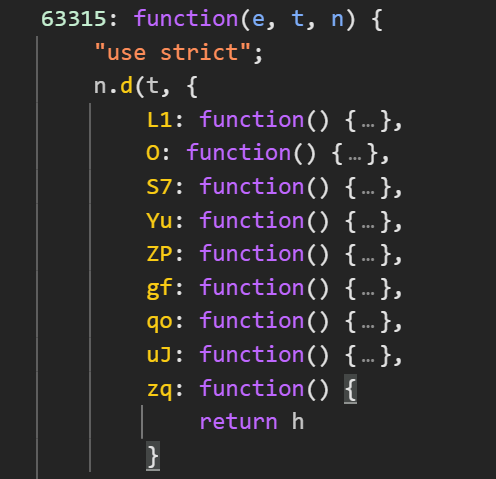 63315: function(e, t, n) {
"use strict";
n.d(t, {
L1: function() {…},
O: function() {…},
S7: function() {…},
Yu: function() {…},
ZP: function() {…},
gf: function() {…},
qo: function() {…},
uJ: function() {…},
zq: function() {
return h
}